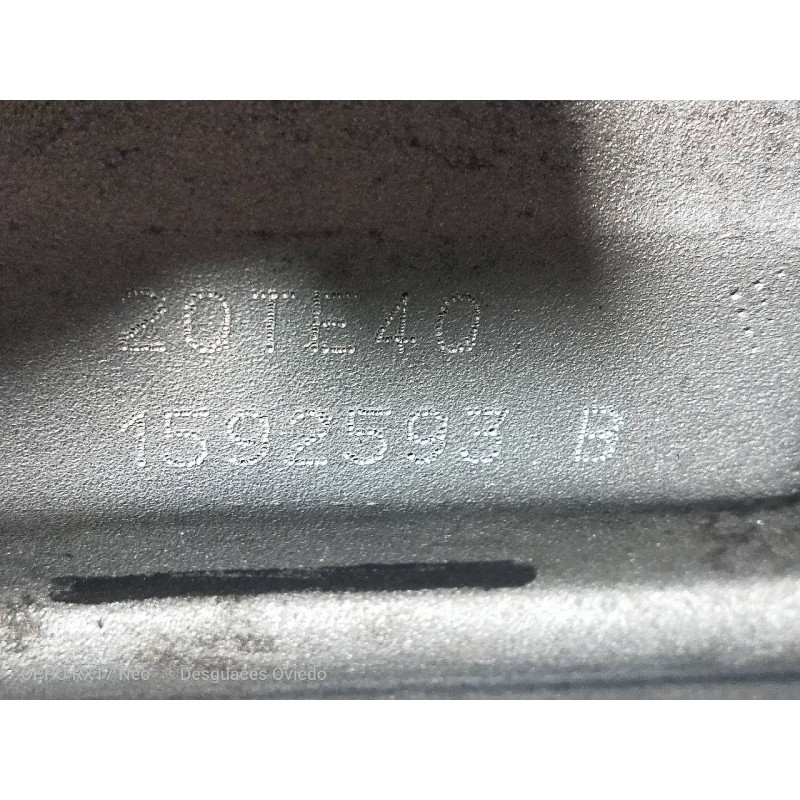 20TE40
1592593 B
OPPO RX17 Neo © Desguaces Oviedo